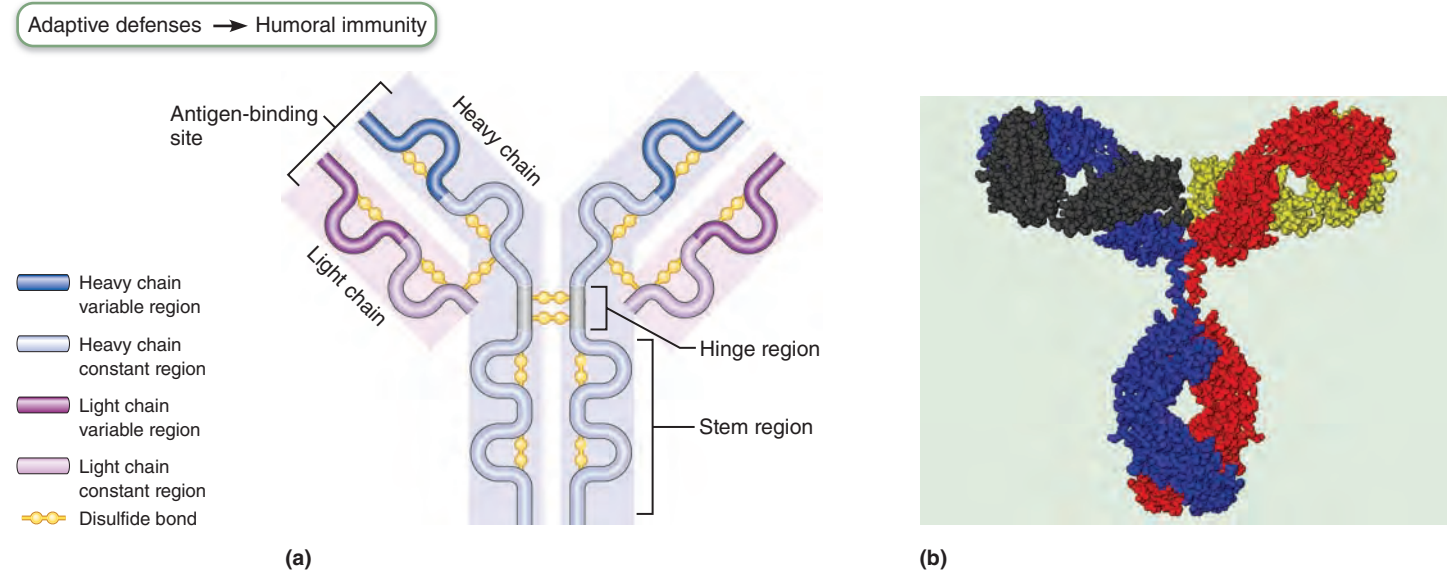 Adaptive defenses → Humoral immunity
Antigen-binding
site
Heavy chain
Light chain
Heavy chain
variable region
Heavy chain
constant region
Light chain
variable region
Light chain
constant region
Disulfide bond
Hinge region
Stem region
(a)
(b)